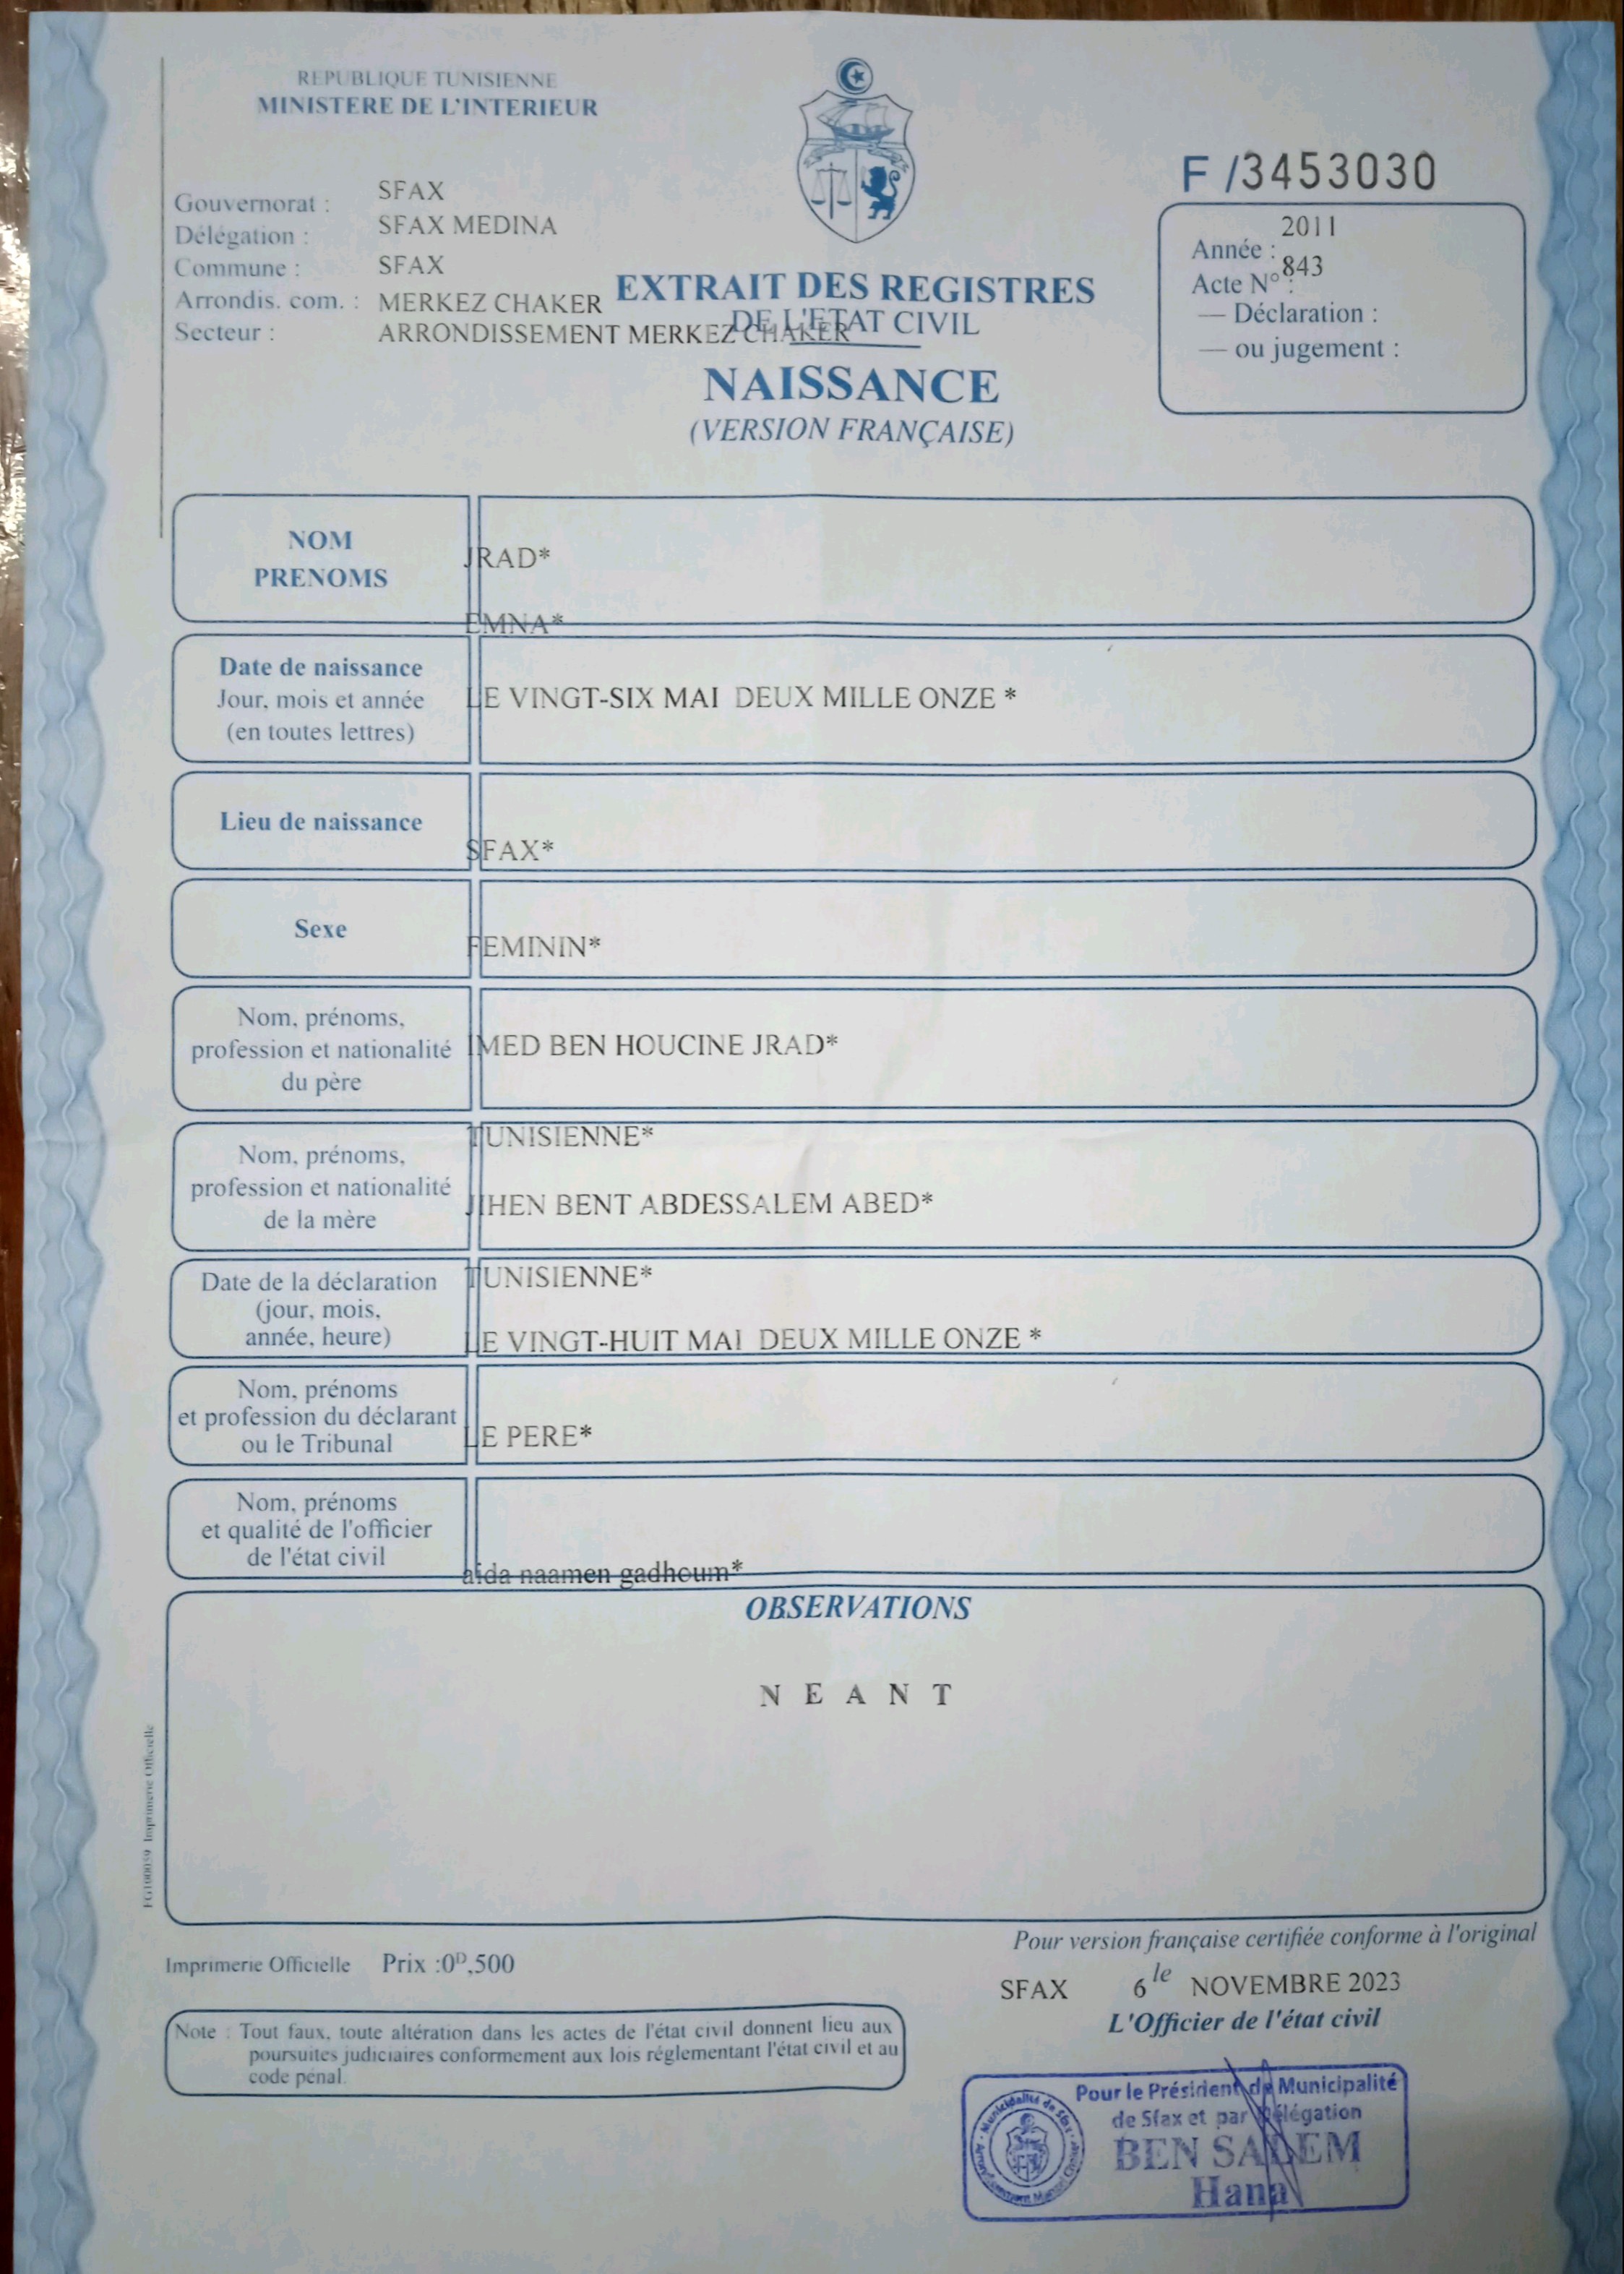 REPUBLIQUE TUNISIENNE
MINISTERE DE L'INTERIEUR
F /3453030
Gouvernorat : SFAX
Délégation : SFAX MEDINA
Commune : SFAX
Arrondis. com. : MERKEZ CHAKER
Secteur : ARRONDISSEMENT MERKEZ CHAKER
Année : 2011
Acte N° : 843
— Déclaration :
— ou jugement :
EXTRAIT DES REGISTRES
DE L'ETAT CIVIL
NAISSANCE
(VERSION FRANÇAISE)
NOM
PRENOMS
JRAD*
EMNA*
Date de naissance
Jour, mois et année
(en toutes lettres)
LE VINGT-SIX MAI DEUX MILLE ONZE *
Lieu de naissance
SFAX*
Sexe
FEMININ*
Nom, prénoms,
profession et nationalité
du père
IMED BEN HOUCINE JRAD*
TUNISIENNE*
Nom, prénoms,
profession et nationalité
de la mère
JIHEN BENT ABDESSALEM ABED*
TUNISIENNE*
Date de la déclaration
(jour, mois,
année, heure)
LE VINGT-HUIT MAI DEUX MILLE ONZE *
Nom, prénoms
et profession du déclarant
ou le Tribunal
LE PERE*
Nom, prénoms
et qualité de l'officier
de l'état civil
aida naamen gadhoum*
OBSERVATIONS
N E A N T
Imprimerie Officielle
Pour version française certifiée conforme à l'original
Imprimerie Officielle Prix :0ᴰ,500
SFAX 6 le NOVEMBRE 2023
L'Officier de l'état civil
Note : Tout faux, toute altération dans les actes de l'état civil donnent lieu aux
poursuites judiciaires conformement aux lois réglementant l'état civil et au
code penal.
Pour le Président de Municipalité
de Sfax et par Délégation
BEN SALEM
Hana
Municipalité de Sfax